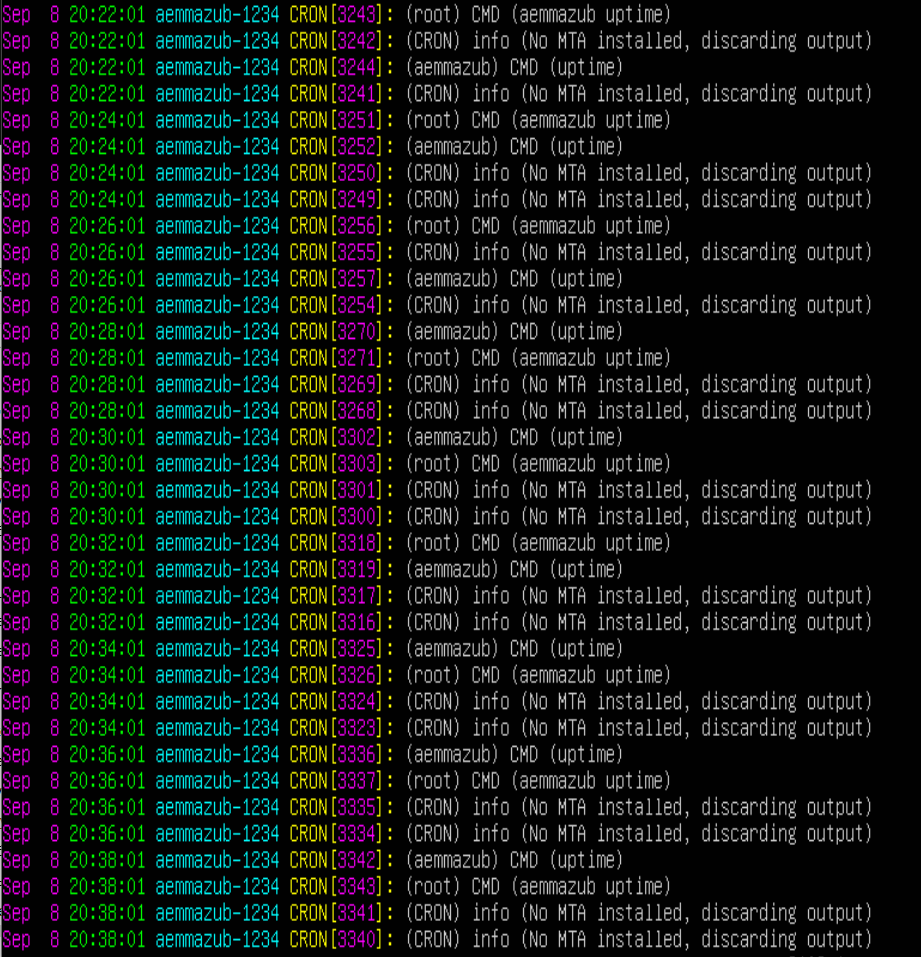 Sep  8 20:22:01 aemmazub-1234 CRON[3243]: (root) CMD (aemmazub uptime)
Sep  8 20:22:01 aemmazub-1234 CRON[3242]: (CRON) info (No MTA installed, discarding output)
Sep  8 20:22:01 aemmazub-1234 CRON[3244]: (aemmazub) CMD (uptime)
Sep  8 20:22:01 aemmazub-1234 CRON[3241]: (CRON) info (No MTA installed, discarding output)
Sep  8 20:24:01 aemmazub-1234 CRON[3251]: (root) CMD (aemmazub uptime)
Sep  8 20:24:01 aemmazub-1234 CRON[3252]: (aemmazub) CMD (uptime)
Sep  8 20:24:01 aemmazub-1234 CRON[3250]: (CRON) info (No MTA installed, discarding output)
Sep  8 20:24:01 aemmazub-1234 CRON[3249]: (CRON) info (No MTA installed, discarding output)
Sep  8 20:26:01 aemmazub-1234 CRON[3256]: (root) CMD (aemmazub uptime)
Sep  8 20:26:01 aemmazub-1234 CRON[3255]: (CRON) info (No MTA installed, discarding output)
Sep  8 20:26:01 aemmazub-1234 CRON[3257]: (aemmazub) CMD (uptime)
Sep  8 20:26:01 aemmazub-1234 CRON[3254]: (CRON) info (No MTA installed, discarding output)
Sep  8 20:28:01 aemmazub-1234 CRON[3270]: (aemmazub) CMD (uptime)
Sep  8 20:28:01 aemmazub-1234 CRON[3271]: (root) CMD (aemmazub uptime)
Sep  8 20:28:01 aemmazub-1234 CRON[3269]: (CRON) info (No MTA installed, discarding output)
Sep  8 20:28:01 aemmazub-1234 CRON[3268]: (CRON) info (No MTA installed, discarding output)
Sep  8 20:30:01 aemmazub-1234 CRON[3302]: (aemmazub) CMD (uptime)
Sep  8 20:30:01 aemmazub-1234 CRON[3303]: (root) CMD (aemmazub uptime)
Sep  8 20:30:01 aemmazub-1234 CRON[3301]: (CRON) info (No MTA installed, discarding output)
Sep  8 20:30:01 aemmazub-1234 CRON[3300]: (CRON) info (No MTA installed, discarding output)
Sep  8 20:32:01 aemmazub-1234 CRON[3318]: (root) CMD (aemmazub uptime)
Sep  8 20:32:01 aemmazub-1234 CRON[3319]: (aemmazub) CMD (uptime)
Sep  8 20:32:01 aemmazub-1234 CRON[3317]: (CRON) info (No MTA installed, discarding output)
Sep  8 20:32:01 aemmazub-1234 CRON[3316]: (CRON) info (No MTA installed, discarding output)
Sep  8 20:34:01 aemmazub-1234 CRON[3325]: (aemmazub) CMD (uptime)
Sep  8 20:34:01 aemmazub-1234 CRON[3326]: (root) CMD (aemmazub uptime)
Sep  8 20:34:01 aemmazub-1234 CRON[3324]: (CRON) info (No MTA installed, discarding output)
Sep  8 20:34:01 aemmazub-1234 CRON[3323]: (CRON) info (No MTA installed, discarding output)
Sep  8 20:36:01 aemmazub-1234 CRON[3336]: (aemmazub) CMD (uptime)
Sep  8 20:36:01 aemmazub-1234 CRON[3337]: (root) CMD (aemmazub uptime)
Sep  8 20:36:01 aemmazub-1234 CRON[3335]: (CRON) info (No MTA installed, discarding output)
Sep  8 20:36:01 aemmazub-1234 CRON[3334]: (CRON) info (No MTA installed, discarding output)
Sep  8 20:38:01 aemmazub-1234 CRON[3342]: (aemmazub) CMD (uptime)
Sep  8 20:38:01 aemmazub-1234 CRON[3343]: (root) CMD (aemmazub uptime)
Sep  8 20:38:01 aemmazub-1234 CRON[3341]: (CRON) info (No MTA installed, discarding output)
Sep  8 20:38:01 aemmazub-1234 CRON[3340]: (CRON) info (No MTA installed, discarding output)